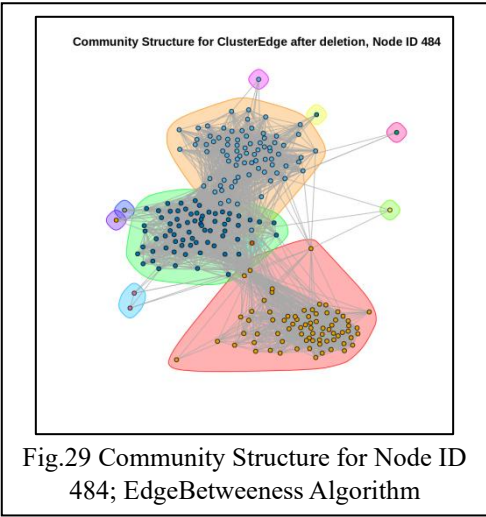 Community Structure for ClusterEdge after deletion, Node ID 484
Fig.29 Community Structure for Node ID
484; EdgeBetweeness Algorithm